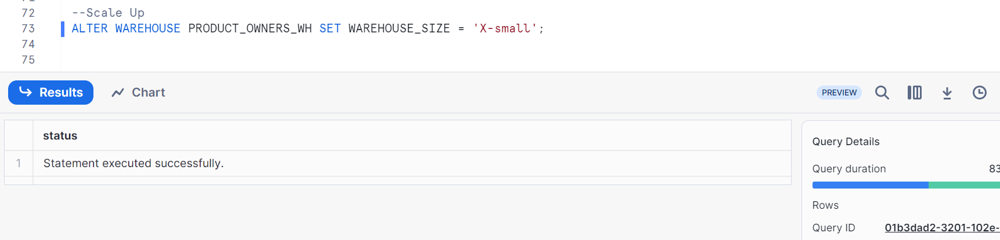 72 --Scale Up
73 ALTER WAREHOUSE PRODUCT_OWNERS_WH SET WAREHOUSE_SIZE = 'X-small';
74
75
Results Chart PREVIEW
status
1 Statement executed successfully.
Query Details
Query duration 83
Rows
Query ID 01b3dad2-3201-102e-